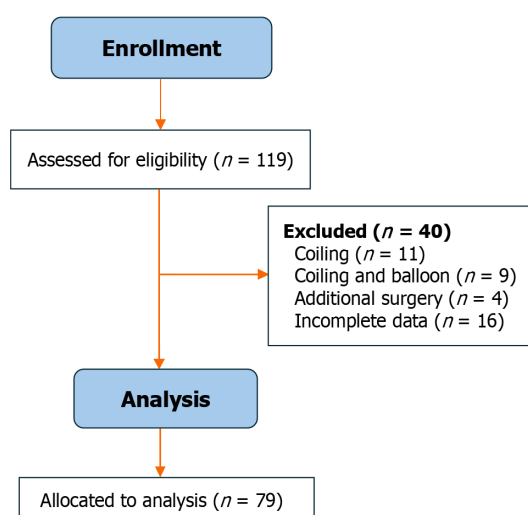 Enrollment
Assessed for eligibility (n = 119)
Excluded (n = 40)
Coiling (n = 11)
Coiling and balloon (n = 9)
Additional surgery (n = 4)
Incomplete data (n = 16)
Analysis
Allocated to analysis (n = 79)